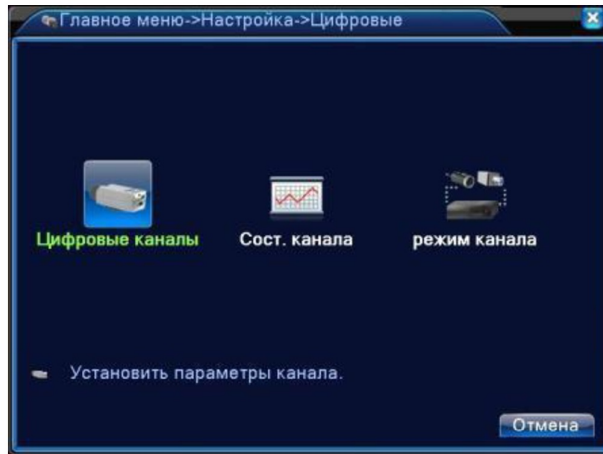 Главное меню->Настройка->Цифровые
Цифровые каналы
Сост. канала
режим канала
Установить параметры канала.
Отмена